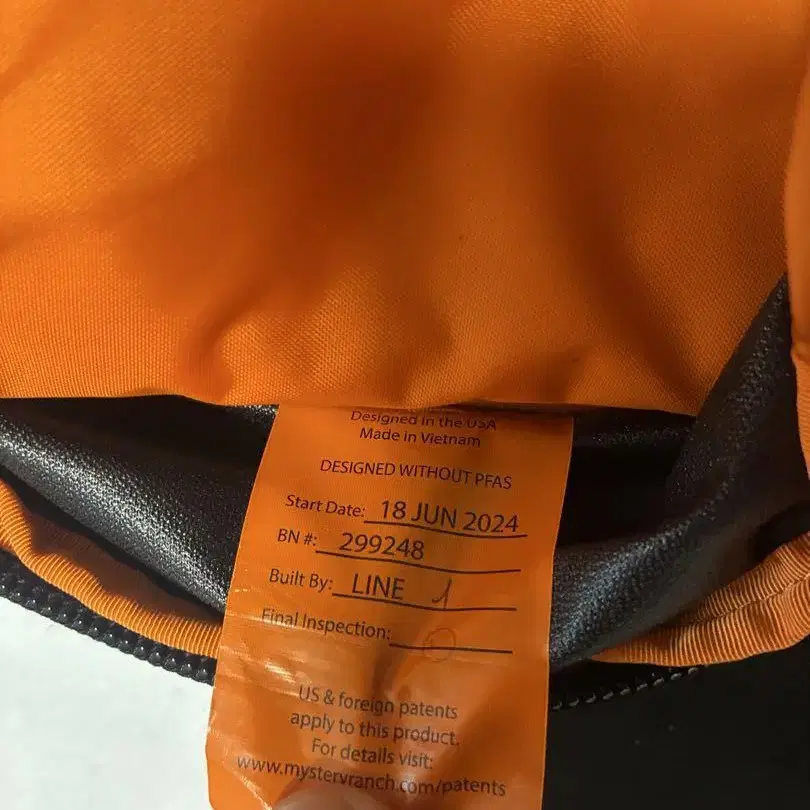 Designed in the USA
Made in Vietnam
DESIGNED WITHOUT PFAS
Start Date: 18 JUN 2024
BN #: 299248
Built By: LINE 1
Final Inspection:
US & foreign patents
apply to this product.
For details visit:
www.mysteryranch.com/patents